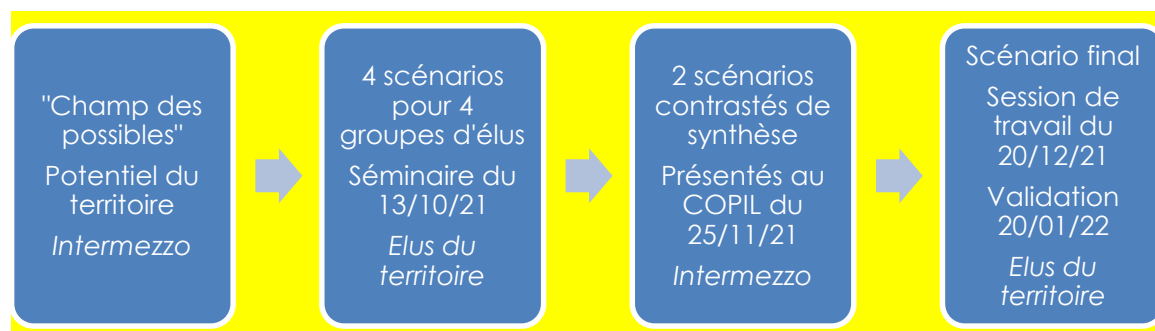 "Champ des
possibles"
Potentiel du
territoire
Intermezzo
4 scénarios
pour 4
groupes d'élus
Séminaire du
13/10/21
Elus du
territoire
2 scénarios
contrastés de
synthèse
Présentés au
COPIL du
25/11/21
Intermezzo
Scénario final
Session de
travail du
20/12/21
Validation
20/01/22
Elus du
territoire